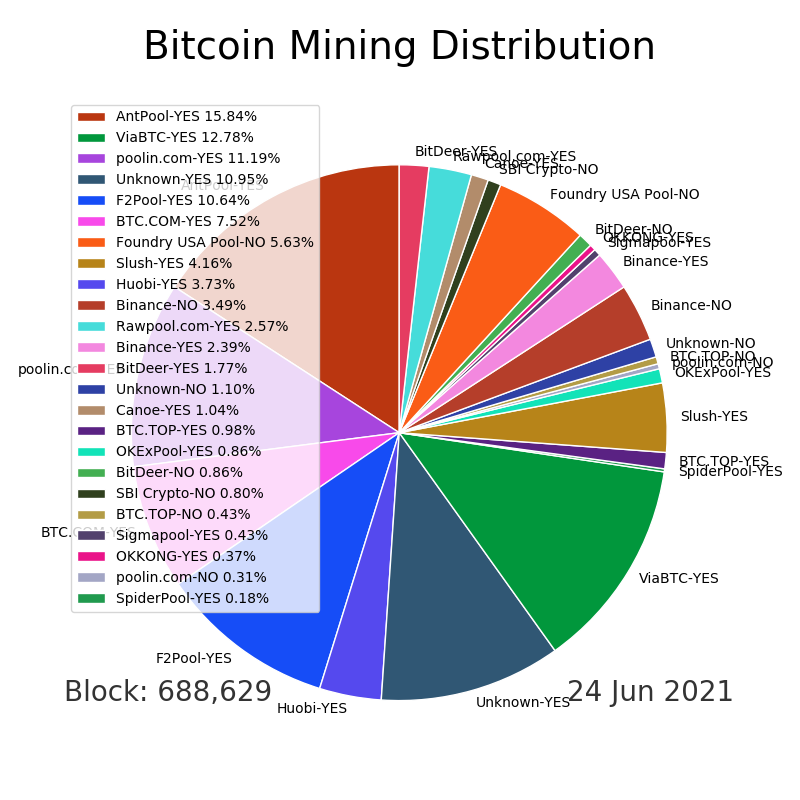 Bitcoin Mining Distribution
AntPool-YES 15.84%
ViaBTC-YES 12.78%
poolin.com-YES 11.19%
Unknown-YES 10.95%
F2Pool-YES 10.64%
BTC.COM-YES 7.52%
Foundry USA Pool-NO 5.63%
Slush-YES 4.16%
Huobi-YES 3.73%
Binance-NO 3.49%
Rawpool.com-YES 2.57%
Binance-YES 2.39%
BitDeer-YES 1.77%
Unknown-NO 1.10%
Canoe-YES 1.04%
BTC.TOP-YES 0.98%
OKExPool-YES 0.86%
BitDeer-NO 0.86%
SBI Crypto-NO 0.80%
BTC.TOP-NO 0.43%
Sigmapool-YES 0.43%
OKKONG-YES 0.37%
poolin.com-NO 0.31%
SpiderPool-YES 0.18%
BitDeer-YES
Rawpool.com-YES
Canoe-YES
SBI Crypto-NO
Foundry USA Pool-NO
BitDeer-NO
OKKONG-YES
Sigmapool-YES
Binance-YES
Binance-NO
Unknown-NO
BTC.TOP-NO
poolin.com-NO
OKExPool-YES
Slush-YES
BTC.TOP-YES
SpiderPool-YES
ViaBTC-YES
Unknown-YES
Huobi-YES
F2Pool-YES
BTC.COM-YES
poolin.com-YES
AntPool-YES
Block: 688,629
24 Jun 2021